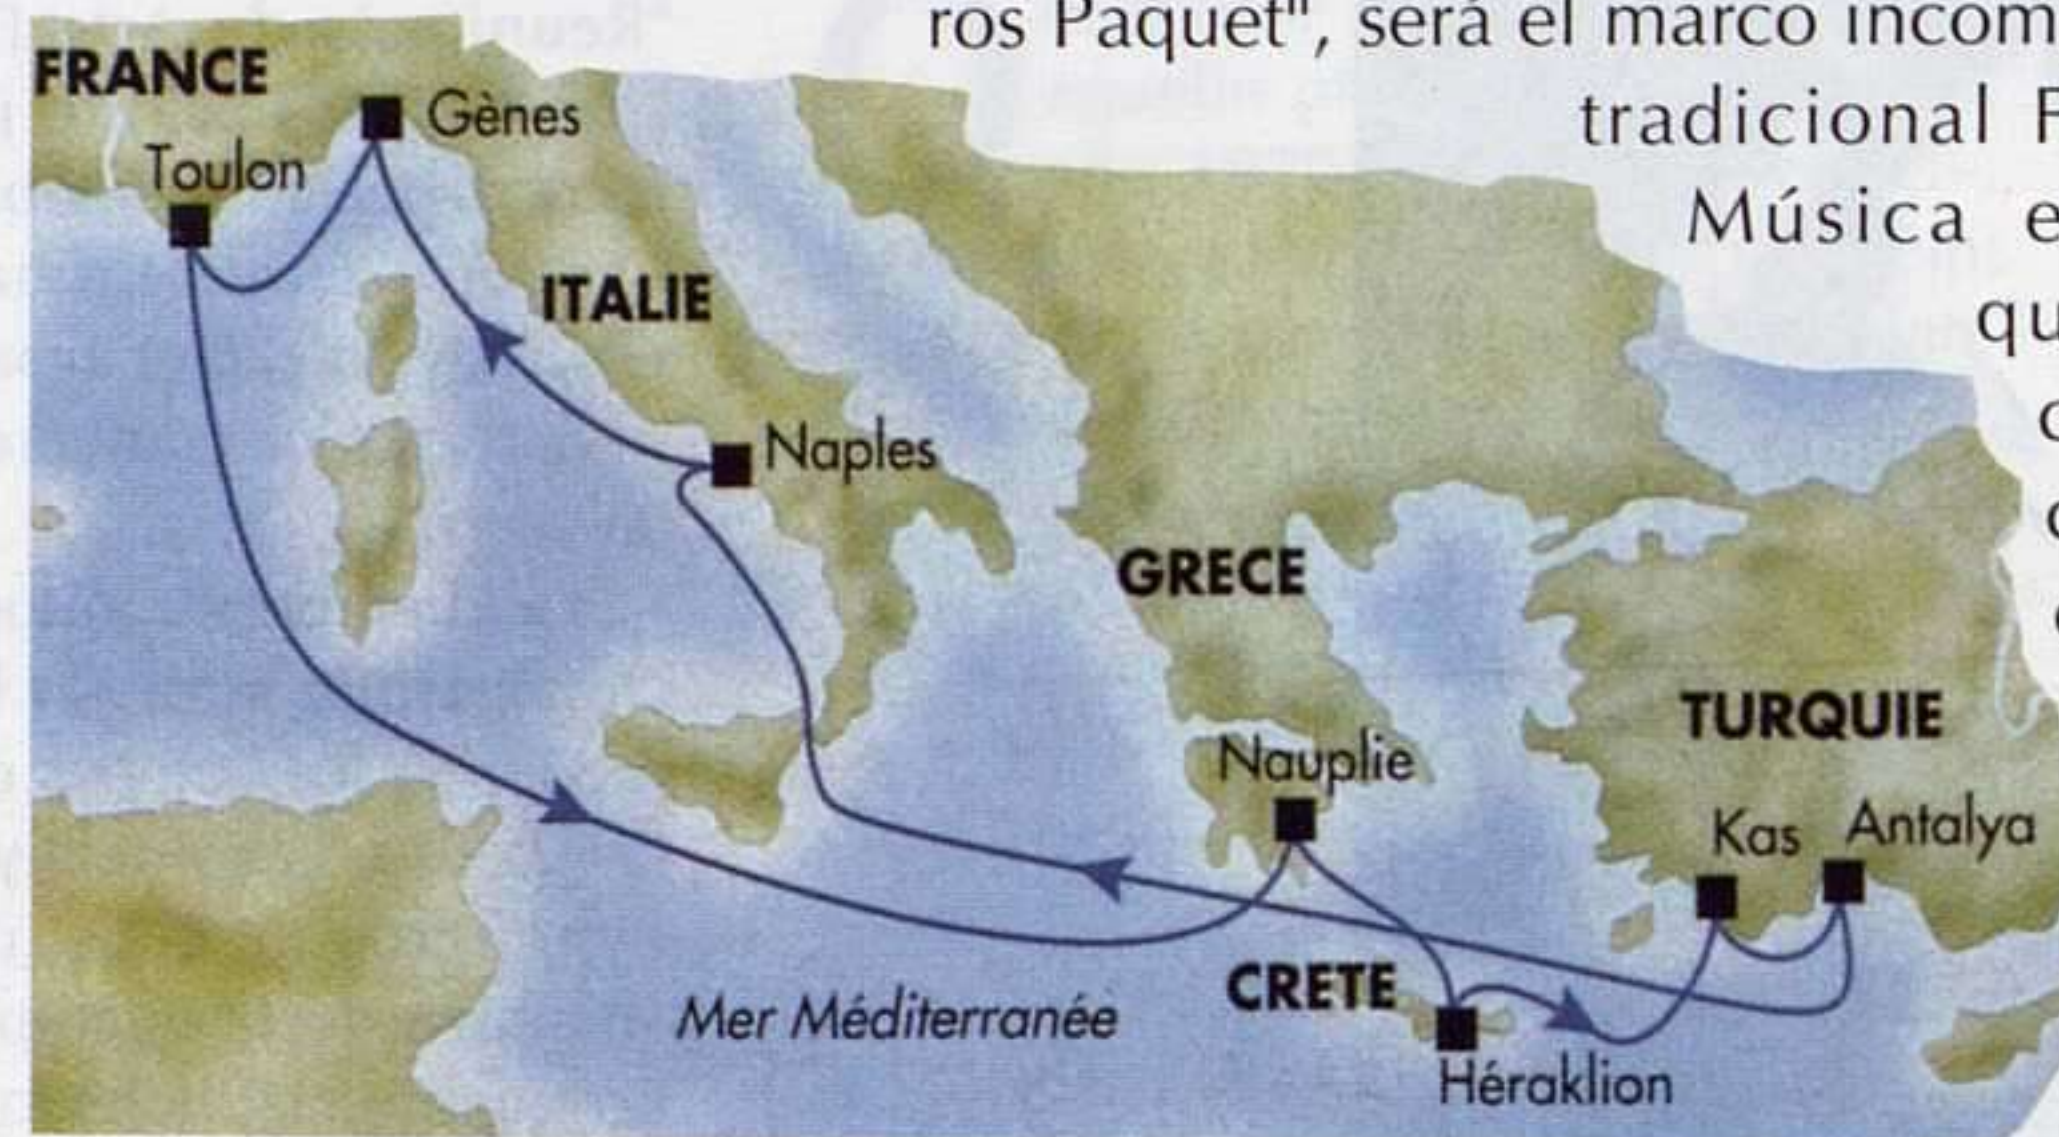 ros Paquet", será el marco incom
tradicional F
Música e
qu
FRANCE
Gènes
Toulon
ITALIE
Naples
GRECE
TURQUIE
Nauplie
Kas
Antalya
CRETE
Mer Méditerranée
Héraklion